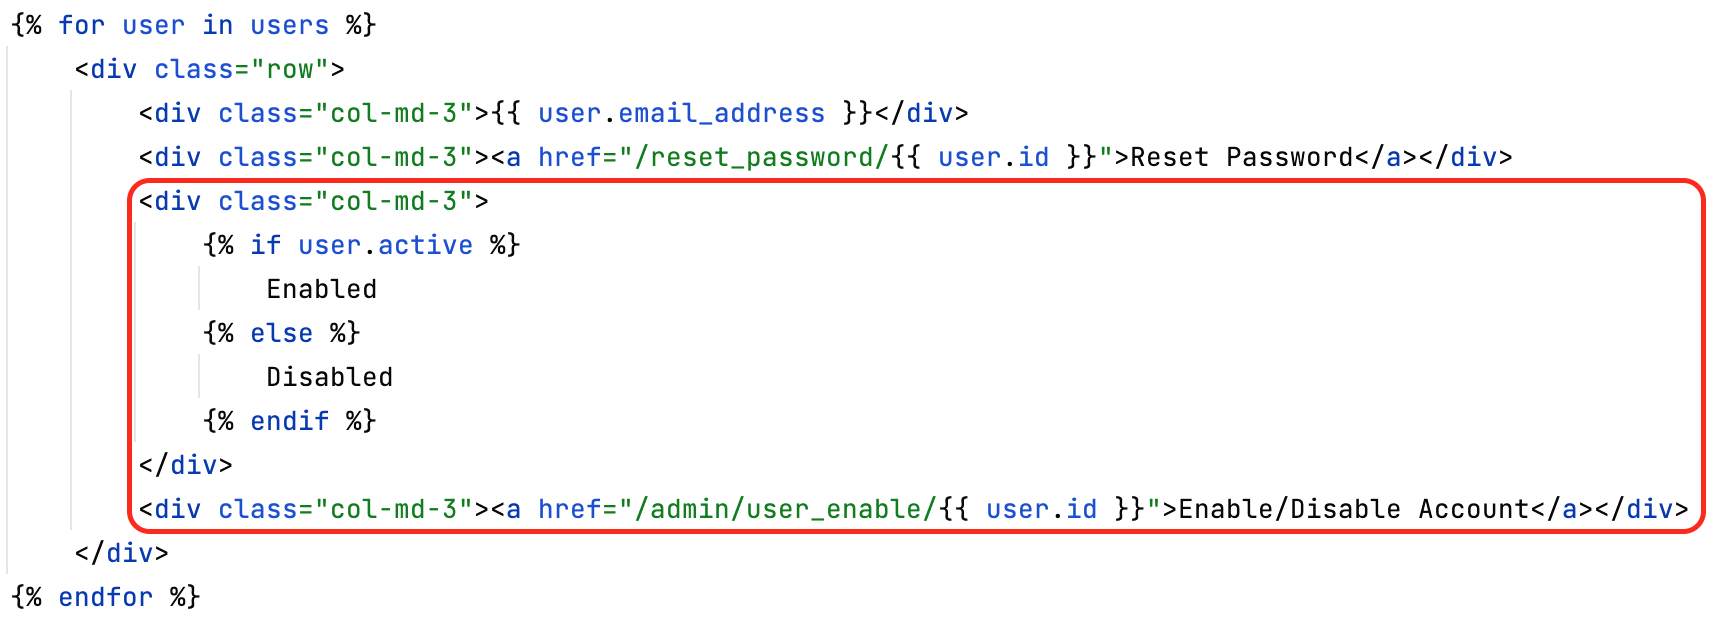 {% for user in users %}
    <div class="row">
        <div class="col-md-3">{{ user.email_address }}</div>
        <div class="col-md-3"><a href="/reset_password/{{ user.id }}">Reset Password</a></div>
        <div class="col-md-3">
            {% if user.active %}
                Enabled
            {% else %}
                Disabled
            {% endif %}
        </div>
        <div class="col-md-3"><a href="/admin/user_enable/{{ user.id }}">Enable/Disable Account</a></div>
    </div>
{% endfor %}